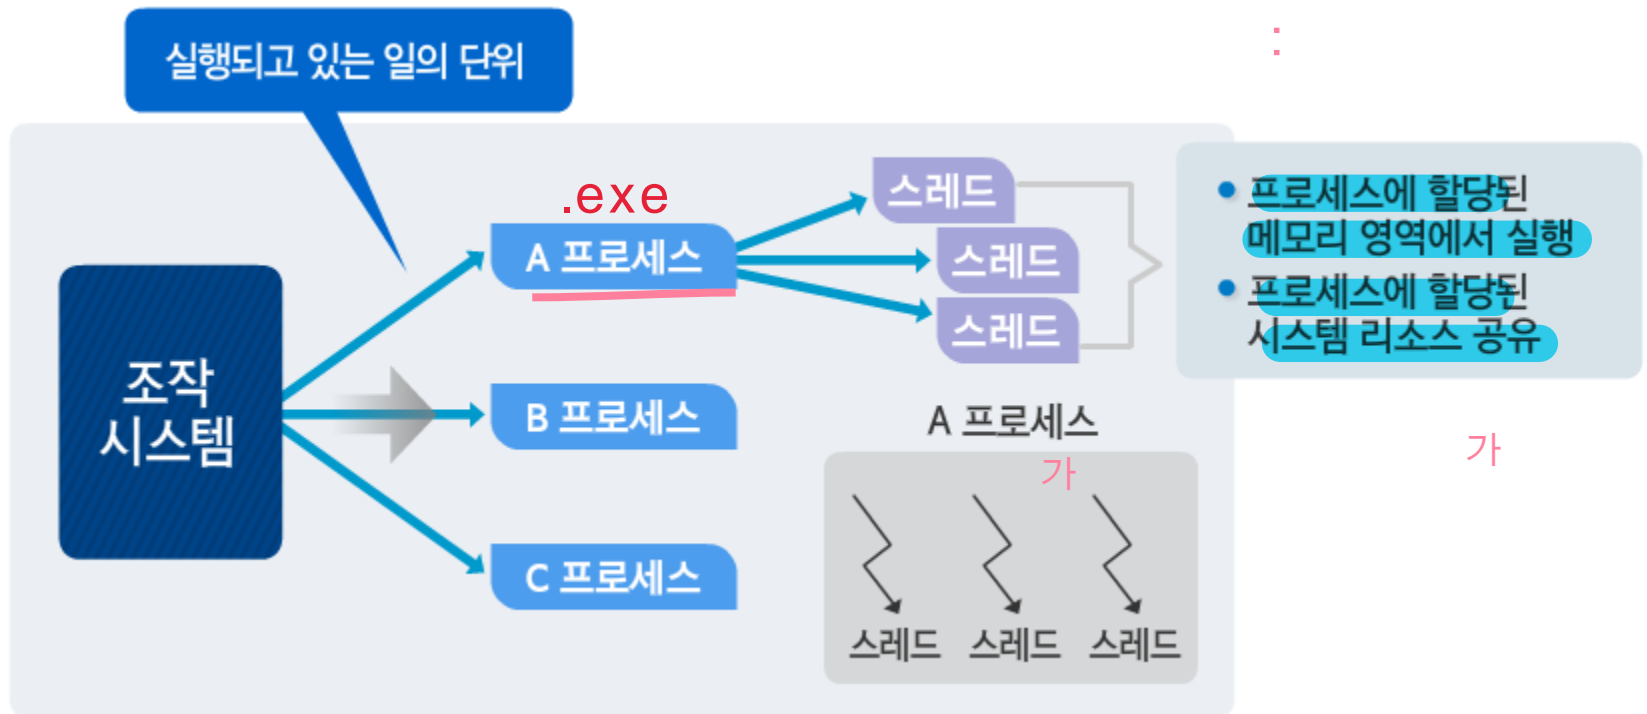 실행되고 있는 일의 단위
:
.exe
조작
시스템
A 프로세스
B 프로세스
C 프로세스
스레드
스레드
스레드
프로세스에 할당된
메모리 영역에서 실행
프로세스에 할당된
시스템 리소스 공유
A 프로세스
가
스레드 스레드 스레드
가